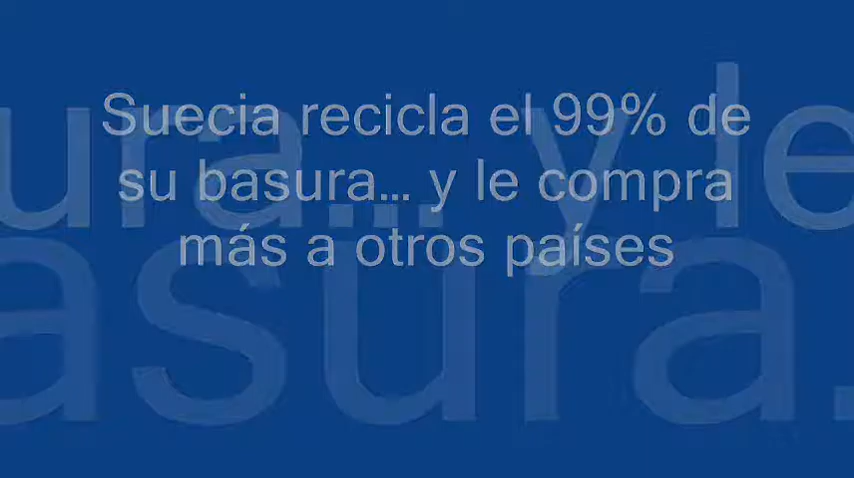 Suecia recicla el 99% de
su basura... y le compra
más a otros países